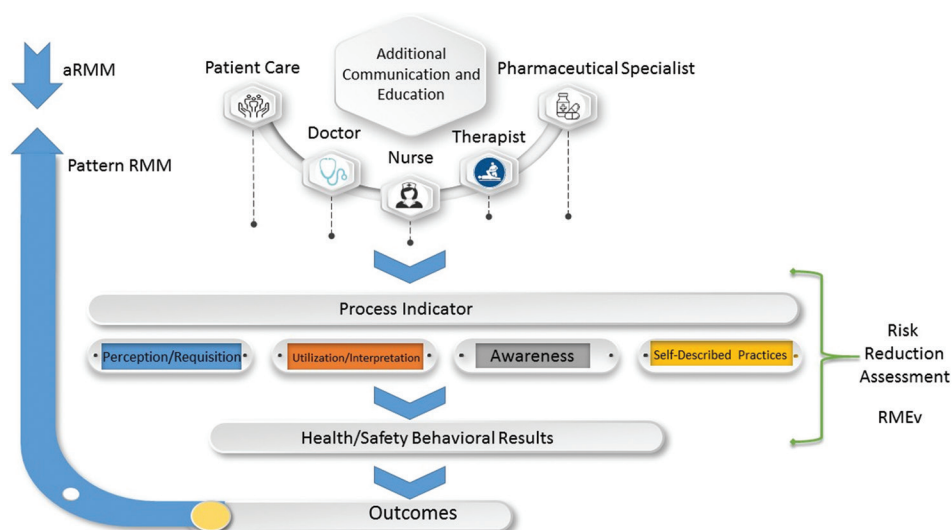 aRMM
Pattern RMM
Additional
Communication and
Education
Patient Care
Doctor
Nurse
Therapist
Pharmaceutical Specialist
Process Indicator
Perception/Requisition
Utilization/Interpretation
Awareness
Self-Described Practices
Health/Safety Behavioral Results
Outcomes
Risk
Reduction
Assessment
RMEv